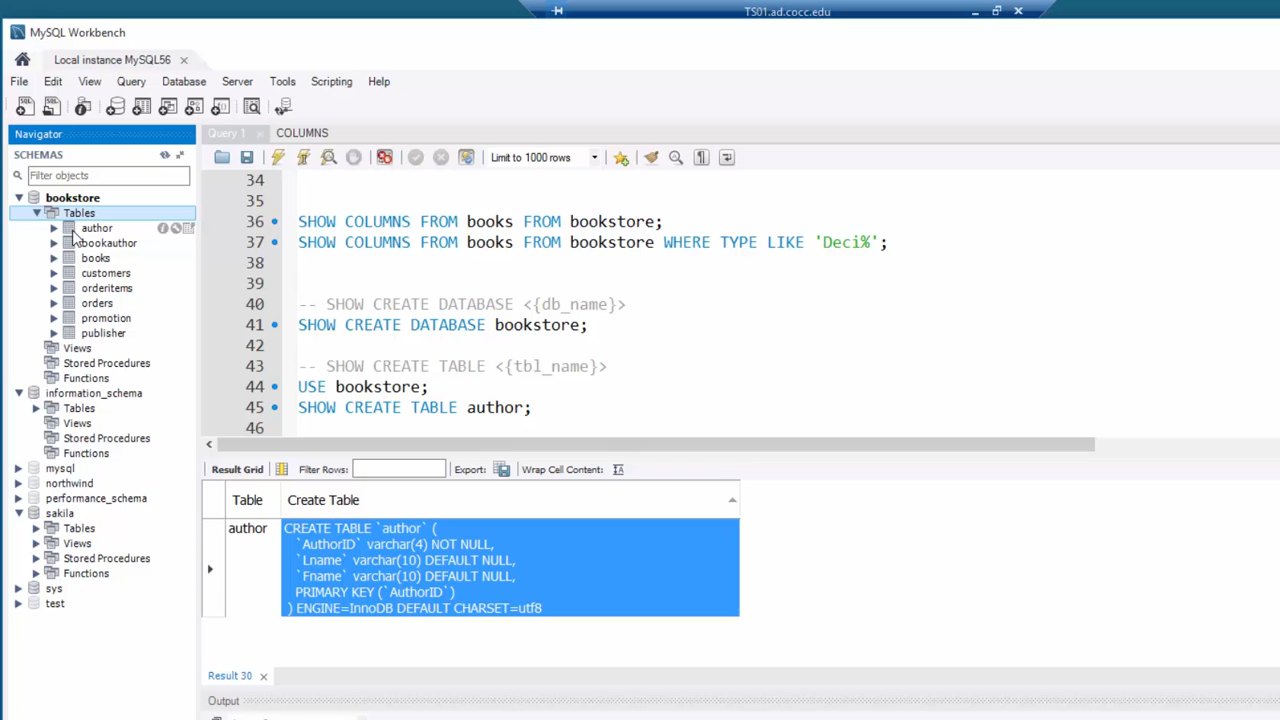 TS01.ad.cocc.edu
MySQL Workbench
Local instance MySQL56
File Edit View Query Database Server Tools Scripting Help
Navigator
SCHEMAS
Filter objects
bookstore
Tables
author
bookauthor
books
customers
orderitems
orders
promotion
publisher
Views
Stored Procedures
Functions
information_schema
Tables
Views
Stored Procedures
Functions
mysql
northwind
performance_schema
sakila
Tables
Views
Stored Procedures
Functions
sys
test
Query 1 COLUMNS
Limit to 1000 rows
34
35
36 SHOW COLUMNS FROM books FROM bookstore;
37 SHOW COLUMNS FROM books FROM bookstore WHERE TYPE LIKE 'Deci%';
38
39
40 -- SHOW CREATE DATABASE <{db_name}>
41 SHOW CREATE DATABASE bookstore;
42
43 -- SHOW CREATE TABLE <{tbl_name}>
44 USE bookstore;
45 SHOW CREATE TABLE author;
46
Result Grid Filter Rows: Export: Wrap Cell Content:
Table Create Table
author CREATE TABLE `author` (
`AuthorID` varchar(4) NOT NULL,
`Lname` varchar(10) DEFAULT NULL,
`Fname` varchar(10) DEFAULT NULL,
PRIMARY KEY (`AuthorID`)
) ENGINE=InnoDB DEFAULT CHARSET=utf8
Result 30
Output